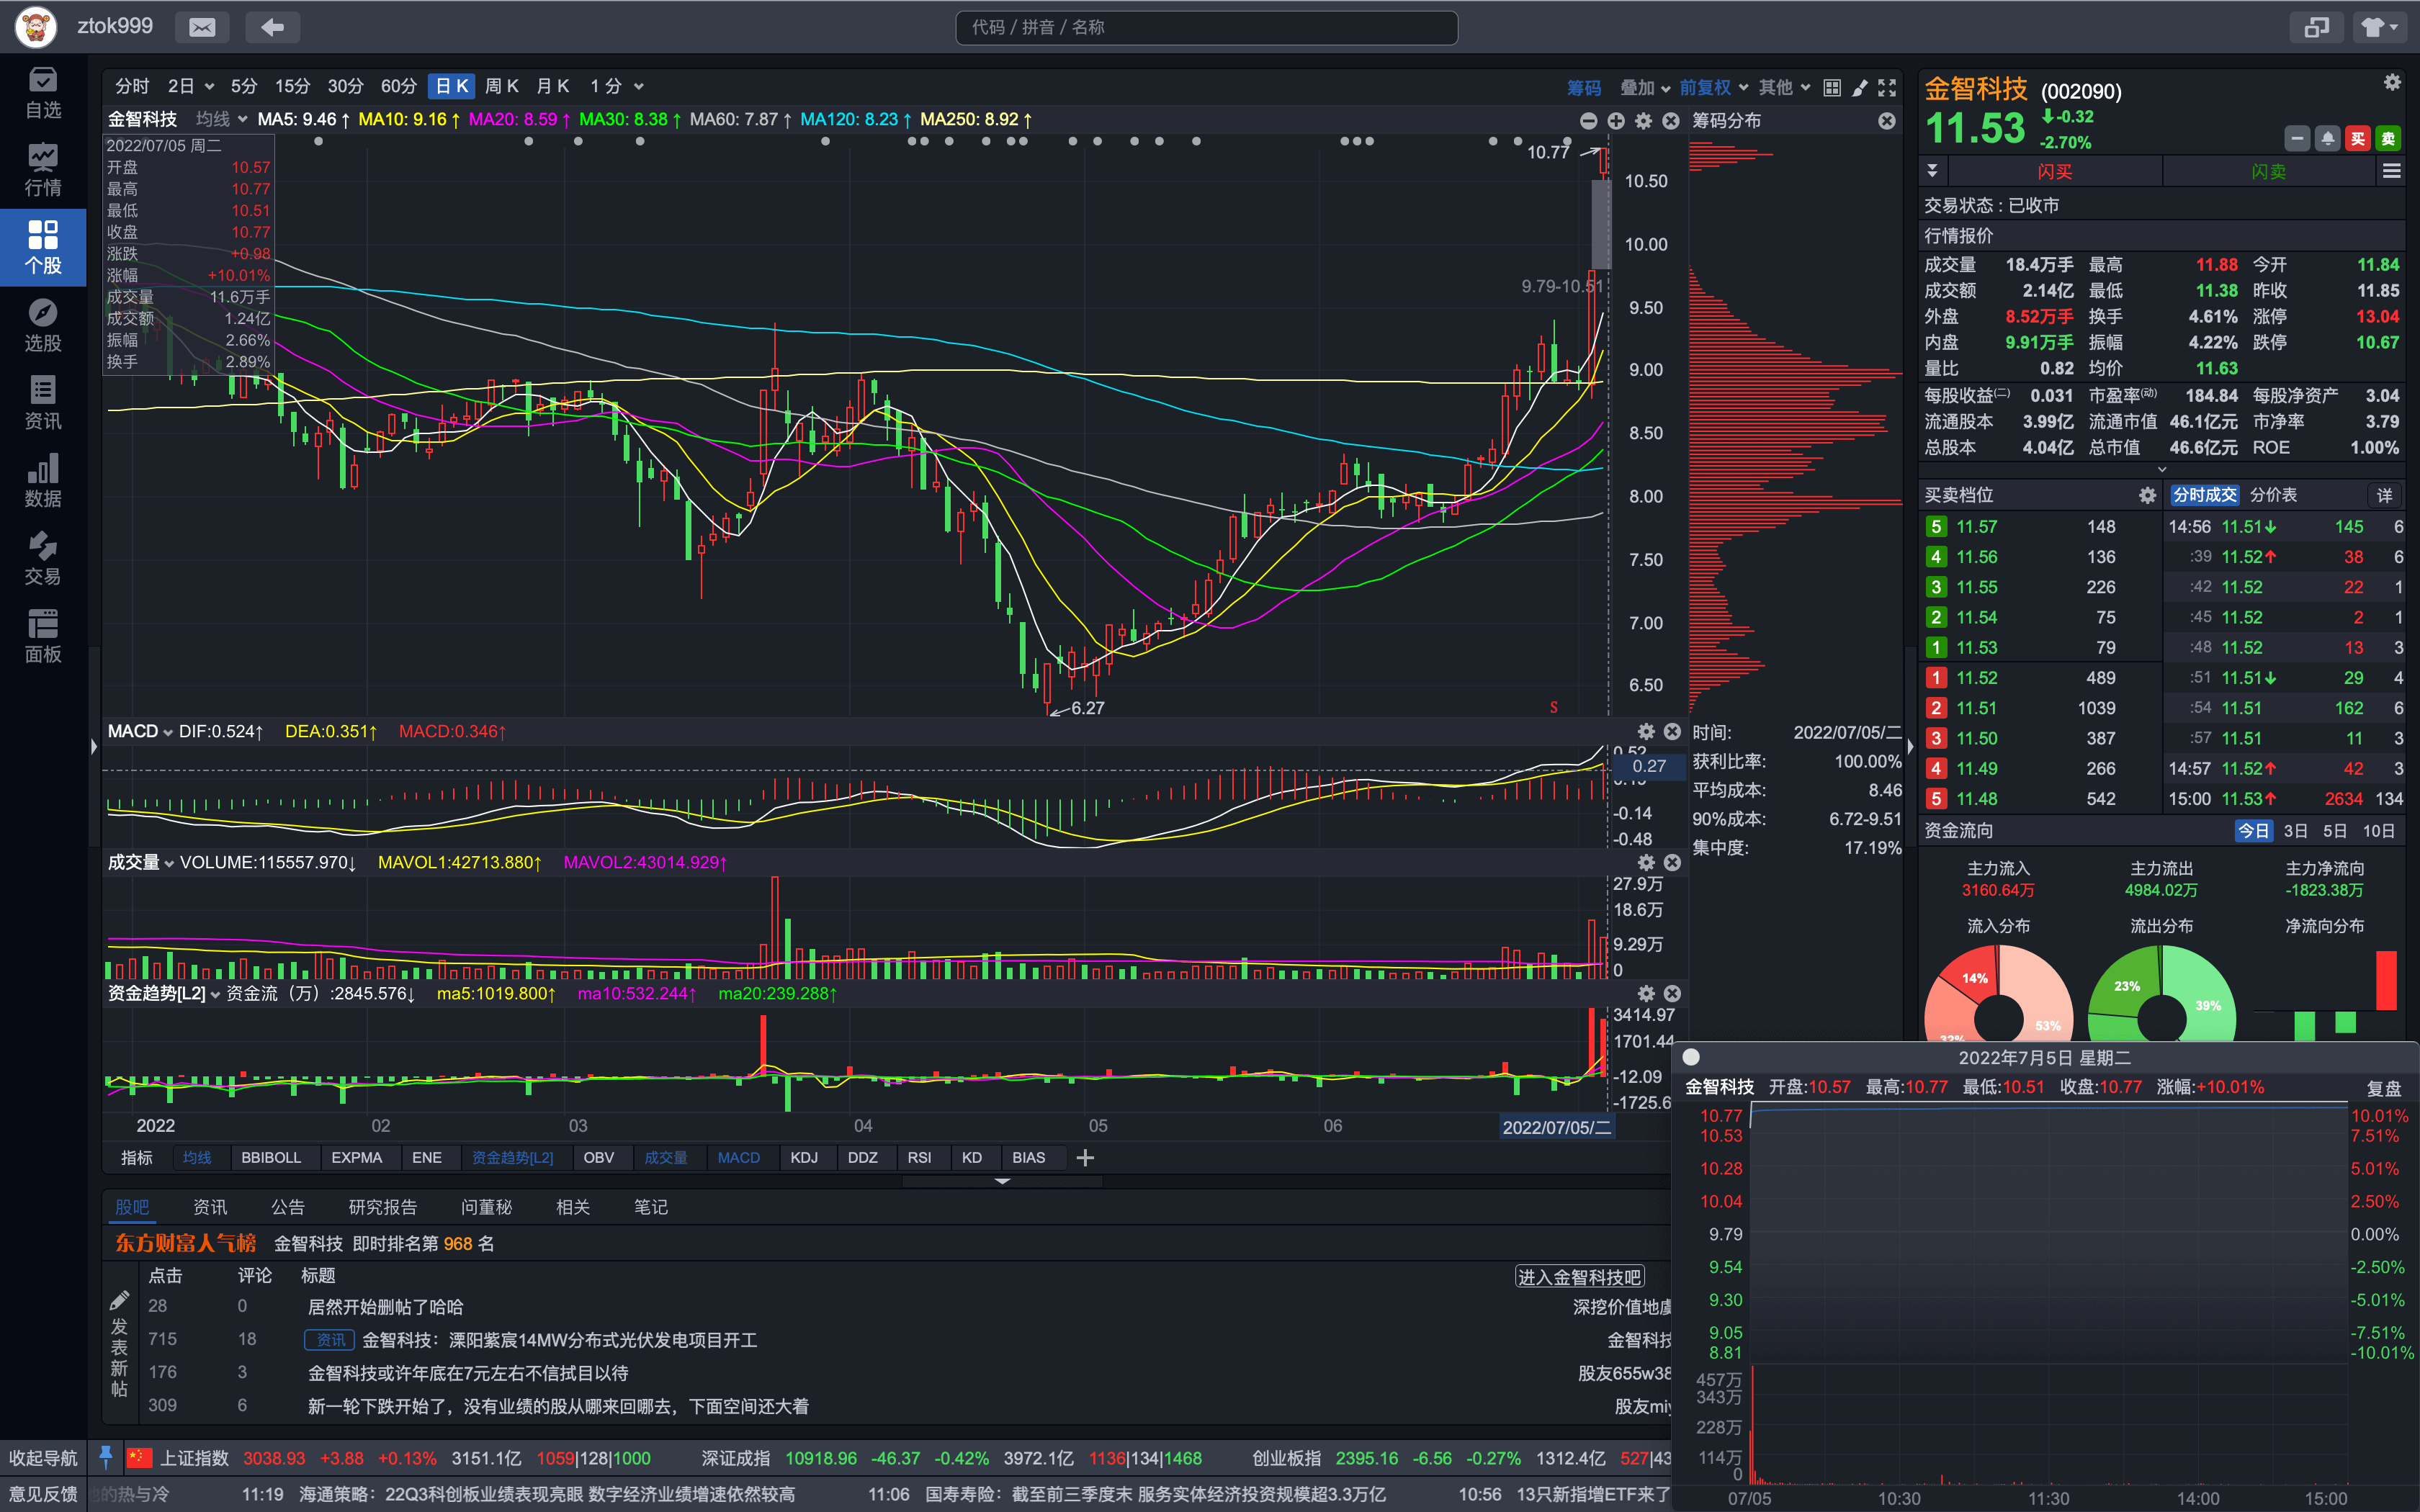 ztok999
代码 / 拼音 / 名称
自选
行情
个股
选股
资讯
数据
交易
面板
收起导航
意见反馈
分时 2日 5分 15分 30分 60分 日K 周K 月K 1分
筹码 叠加 前复权 其他
金智科技 均线 MA5: 9.46↑ MA10: 9.16↑ MA20: 8.59↑ MA30: 8.38↑ MA60: 7.87↑ MA120: 8.23↑ MA250: 8.92↑
筹码分布
2022/07/05 周二
开盘 10.57
最高 10.77
最低 10.51
收盘 10.77
涨跌 +0.98
涨幅 +10.01%
成交量 11.6万手
成交额 1.24亿
振幅 2.66%
换手 2.89%
10.77
9.79-10.51
6.27
S
10.50
10.00
9.50
9.00
8.50
8.00
7.50
7.00
6.50
MACD DIF:0.524↑ DEA:0.351↑ MACD:0.346↑
0.52
0.27
-0.14
-0.48
成交量 VOLUME:115557.970↓ MAVOL1:42713.880↑ MAVOL2:43014.929↑
27.9万
18.6万
9.29万
0
资金趋势[L2] 资金流（万）:2845.576↓ ma5:1019.800↑ ma10:532.244↑ ma20:239.288↑
3414.97
1701.44
-12.09
-1725.6
2022 02 03 04 05 06 2022/07/05/二
指标 均线 BBIBOLL EXPMA ENE 资金趋势[L2] OBV 成交量 MACD KDJ DDZ RSI KD BIAS
时间: 2022/07/05/二
获利比率: 100.00%
平均成本: 8.46
90%成本: 6.72-9.51
集中度: 17.19%
股吧 资讯 公告 研究报告 问董秘 相关 笔记
东方财富人气榜 金智科技 即时排名第 968 名
点击 评论 标题 进入金智科技吧
发表新帖
28 0 居然开始删帖了哈哈 深挖价值地
715 18 资讯 金智科技：溧阳紫宸14MW分布式光伏发电项目开工 金智科技
176 3 金智科技或许年底在7元左右不信拭目以待 股友655w38
309 6 新一轮下跌开始了，没有业绩的股从哪来回哪去，下面空间还大着 股友miy
金智科技 (002090)
11.53 -0.32
-2.70%
买 卖
闪买 闪卖
交易状态：已收市
行情报价
成交量 18.4万手 最高 11.88 今开 11.84
成交额 2.14亿 最低 11.38 昨收 11.85
外盘 8.52万手 换手 4.61% 涨停 13.04
内盘 9.91万手 振幅 4.22% 跌停 10.67
量比 0.82 均价 11.63
每股收益(二) 0.031 市盈率(动) 184.84 每股净资产 3.04
流通股本 3.99亿 流通市值 46.1亿元 市净率 3.79
总股本 4.04亿 总市值 46.6亿元 ROE 1.00%
买卖档位 分时成交 分价表 详
5 11.57 148 14:56 11.51↓ 145 6
4 11.56 136 :39 11.52↑ 38 6
3 11.55 226 :42 11.52 22 1
2 11.54 75 :45 11.52 2 1
1 11.53 79 :48 11.52 13 3
1 11.52 489 :51 11.51↓ 29 4
2 11.51 1039 :54 11.51 162 6
3 11.50 387 :57 11.51 11 3
4 11.49 266 14:57 11.52↑ 42 3
5 11.48 542 15:00 11.53↑ 2634 134
资金流向 今日 3日 5日 10日
主力流入 主力流出 主力净流向
3160.64万 4984.02万 -1823.38万
流入分布 流出分布 净流向分布
14% 53% 32%
23% 39%
2022年7月5日 星期二
金智科技 开盘:10.57 最高:10.77 最低:10.51 收盘:10.77 涨幅:+10.01% 复盘
10.77 10.01%
10.53 7.51%
10.28 5.01%
10.04 2.50%
9.79 0.00%
9.54 -2.50%
9.30 -5.01%
9.05 -7.51%
8.81 -10.01%
457万
343万
228万
114万
0
07/05 10:30 11:30 14:00 15:00
上证指数 3038.93 +3.88 +0.13% 3151.1亿 1059|128|1000 深证成指 10918.96 -46.37 -0.42% 3972.1亿 1136|134|1468 创业板指 2395.16 -6.56 -0.27% 1312.4亿 527|43
的热与冷 11:19 海通策略：22Q3科创板业绩表现亮眼 数字经济业绩增速依然较高 11:06 国寿寿险：截至前三季度末 服务实体经济投资规模超3.3万亿 10:56 13只新指增ETF来了